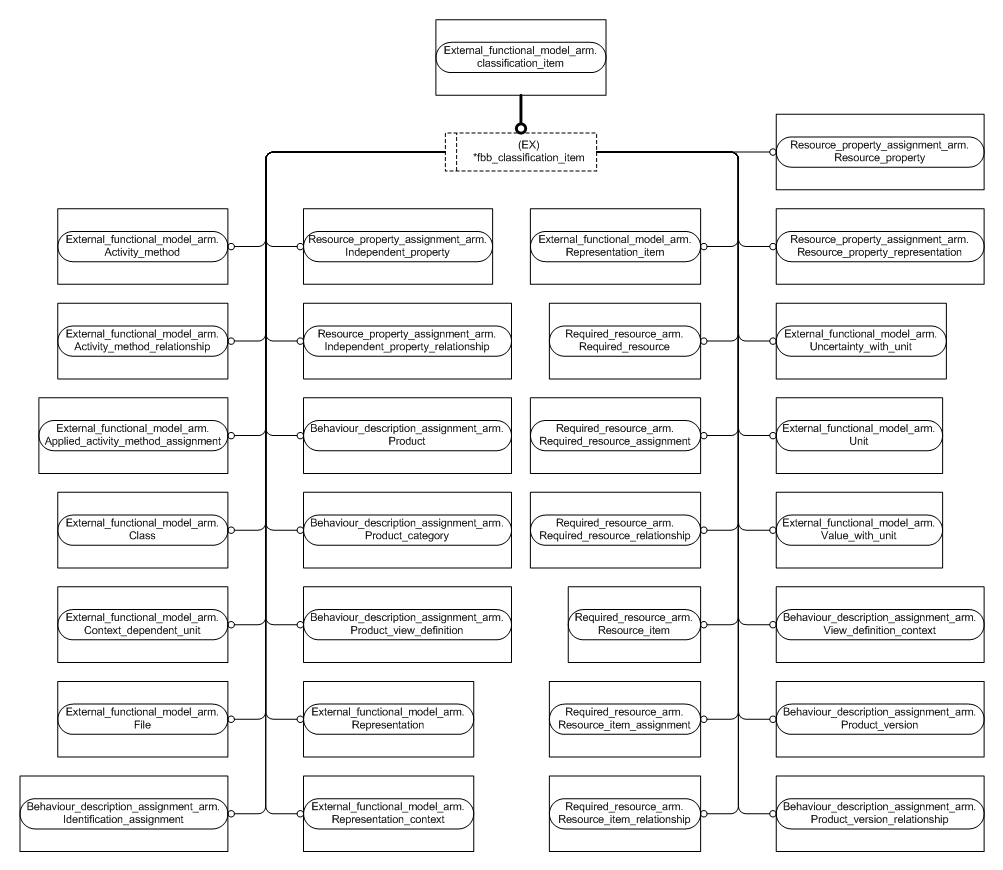 External_functional_model_arm.
classification_item
(EX)
*fbb_classification_item
Resource_property_assignment_arm.
Resource_property
External_functional_model_arm.
Activity_method
Resource_property_assignment_arm.
Independent_property
External_functional_model_arm.
Representation_item
Resource_property_assignment_arm.
Resource_property_representation
External_functional_model_arm.
Activity_method_relationship
Resource_property_assignment_arm.
Independent_property_relationship
Required_resource_arm.
Required_resource
External_functional_model_arm.
Uncertainty_with_unit
External_functional_model_arm.
Applied_activity_method_assignment
Behaviour_description_assignment_arm.
Product
Required_resource_arm.
Required_resource_assignment
External_functional_model_arm.
Unit
External_functional_model_arm.
Class
Behaviour_description_assignment_arm.
Product_category
Required_resource_arm.
Required_resource_relationship
External_functional_model_arm.
Value_with_unit
External_functional_model_arm.
Context_dependent_unit
Behaviour_description_assignment_arm.
Product_view_definition
Required_resource_arm.
Resource_item
Behaviour_description_assignment_arm.
View_definition_context
External_functional_model_arm.
File
External_functional_model_arm.
Representation
Required_resource_arm.
Resource_item_assignment
Behaviour_description_assignment_arm.
Product_version
Behaviour_description_assignment_arm.
Identification_assignment
External_functional_model_arm.
Representation_context
Required_resource_arm.
Resource_item_relationship
Behaviour_description_assignment_arm.
Product_version_relationship